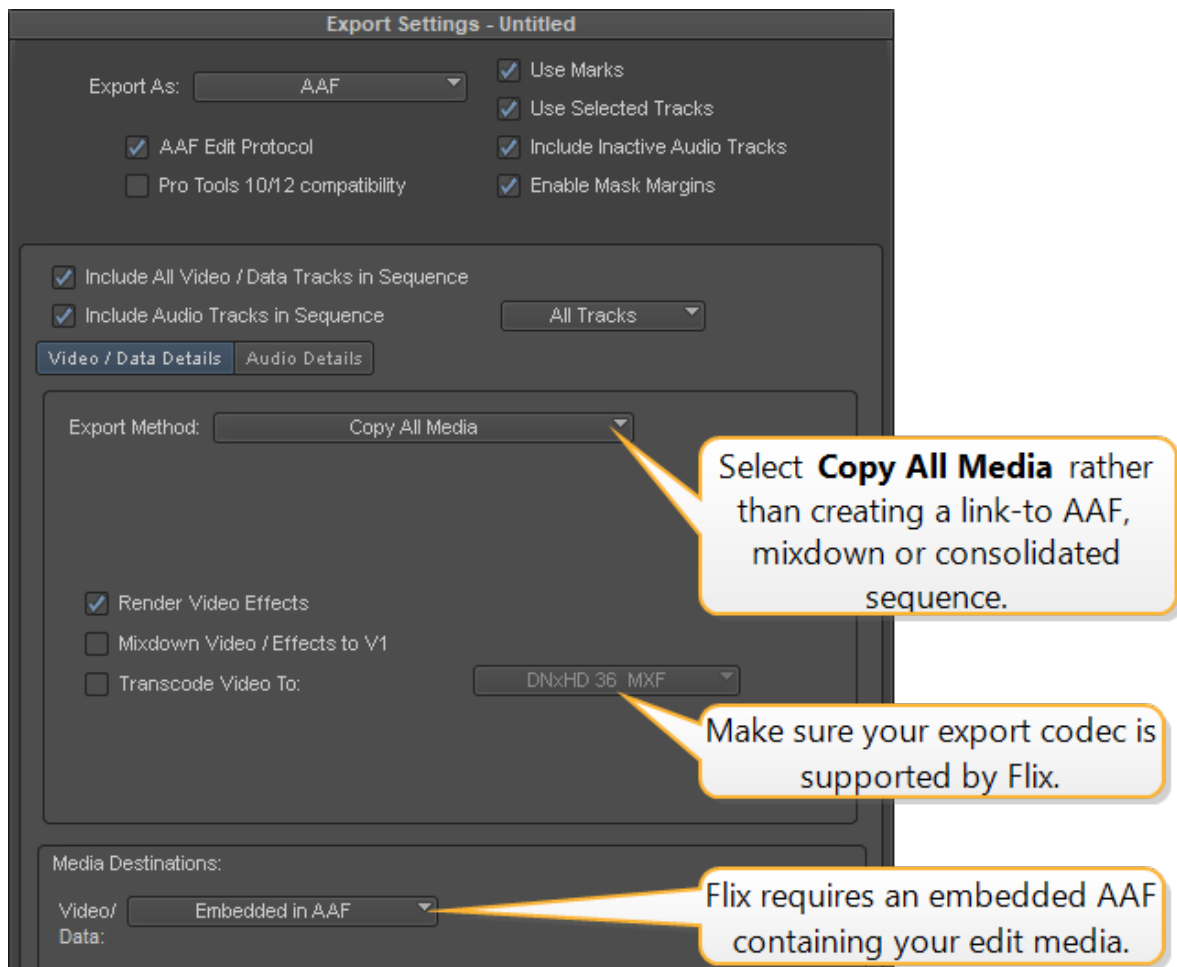 Export Settings - Untitled
Export As: AAF
Use Marks
Use Selected Tracks
AAF Edit Protocol
Include Inactive Audio Tracks
Pro Tools 10/12 compatibility
Enable Mask Margins
Include All Video / Data Tracks in Sequence
Include Audio Tracks in Sequence
All Tracks
Video / Data Details
Audio Details
Export Method: Copy All Media
Select Copy All Media rather
than creating a link-to AAF,
mixdown or consolidated
sequence.
Render Video Effects
Mixdown Video / Effects to V1
Transcode Video To:
DNxHD 36 MXF
Make sure your export codec is
supported by Flix.
Media Destinations:
Video/
Data:
Embedded in AAF
Flix requires an embedded AAF
containing your edit media.